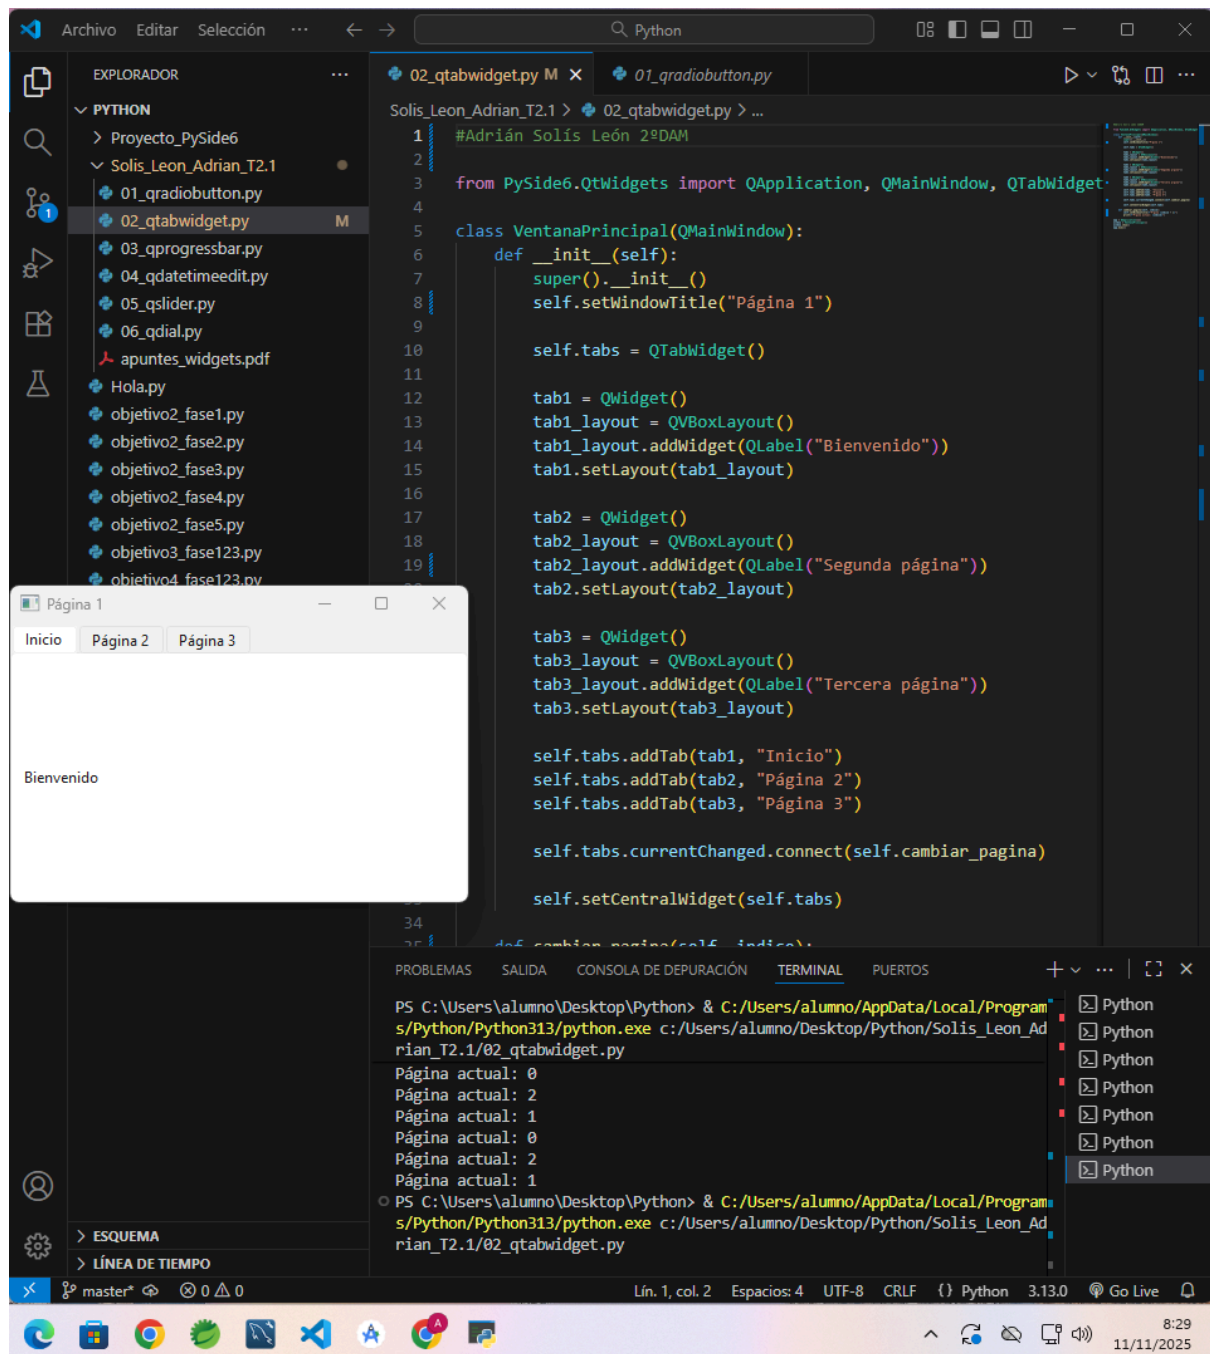 Archivo Editar Selección ··· Python
EXPLORADOR ···
PYTHON
Proyecto_PySide6
Solis_Leon_Adrian_T2.1
01_qradiobutton.py
02_qtabwidget.py M
03_qprogressbar.py
04_qdatetimeedit.py
05_qslider.py
06_qdial.py
apuntes_widgets.pdf
Hola.py
objetivo2_fase1.py
objetivo2_fase2.py
objetivo2_fase3.py
objetivo2_fase4.py
objetivo2_fase5.py
objetivo3_fase123.py
objetivo4_fase123.py
1
ESQUEMA
LÍNEA DE TIEMPO
02_qtabwidget.py M 01_qradiobutton.py
Solis_Leon_Adrian_T2.1 > 02_qtabwidget.py > ...
1 #Adrián Solís León 2ºDAM
2
3 from PySide6.QtWidgets import QApplication, QMainWindow, QTabWidget
4
5 class VentanaPrincipal(QMainWindow):
6 def __init__(self):
7 super().__init__()
8 self.setWindowTitle("Página 1")
9
10 self.tabs = QTabWidget()
11
12 tab1 = QWidget()
13 tab1_layout = QVBoxLayout()
14 tab1_layout.addWidget(QLabel("Bienvenido"))
15 tab1.setLayout(tab1_layout)
16
17 tab2 = QWidget()
18 tab2_layout = QVBoxLayout()
19 tab2_layout.addWidget(QLabel("Segunda página"))
tab2.setLayout(tab2_layout)
tab3 = QWidget()
tab3_layout = QVBoxLayout()
tab3_layout.addWidget(QLabel("Tercera página"))
tab3.setLayout(tab3_layout)
self.tabs.addTab(tab1, "Inicio")
self.tabs.addTab(tab2, "Página 2")
self.tabs.addTab(tab3, "Página 3")
self.tabs.currentChanged.connect(self.cambiar_pagina)
self.setCentralWidget(self.tabs)
34
35 def cambiar_pagina(self, indice):
Página 1
Inicio Página 2 Página 3
Bienvenido
PROBLEMAS SALIDA CONSOLA DE DEPURACIÓN TERMINAL PUERTOS
PS C:\Users\alumno\Desktop\Python> & C:/Users/alumno/AppData/Local/Program
s/Python/Python313/python.exe c:/Users/alumno/Desktop/Python/Solis_Leon_Ad
rian_T2.1/02_qtabwidget.py
Página actual: 0
Página actual: 2
Página actual: 1
Página actual: 0
Página actual: 2
Página actual: 1
PS C:\Users\alumno\Desktop\Python> & C:/Users/alumno/AppData/Local/Program
s/Python/Python313/python.exe c:/Users/alumno/Desktop/Python/Solis_Leon_Ad
rian_T2.1/02_qtabwidget.py
Python
Python
Python
Python
Python
Python
Python
master* 0 0 Lín. 1, col. 2 Espacios: 4 UTF-8 CRLF {} Python 3.13.0 Go Live
A
8:29
11/11/2025